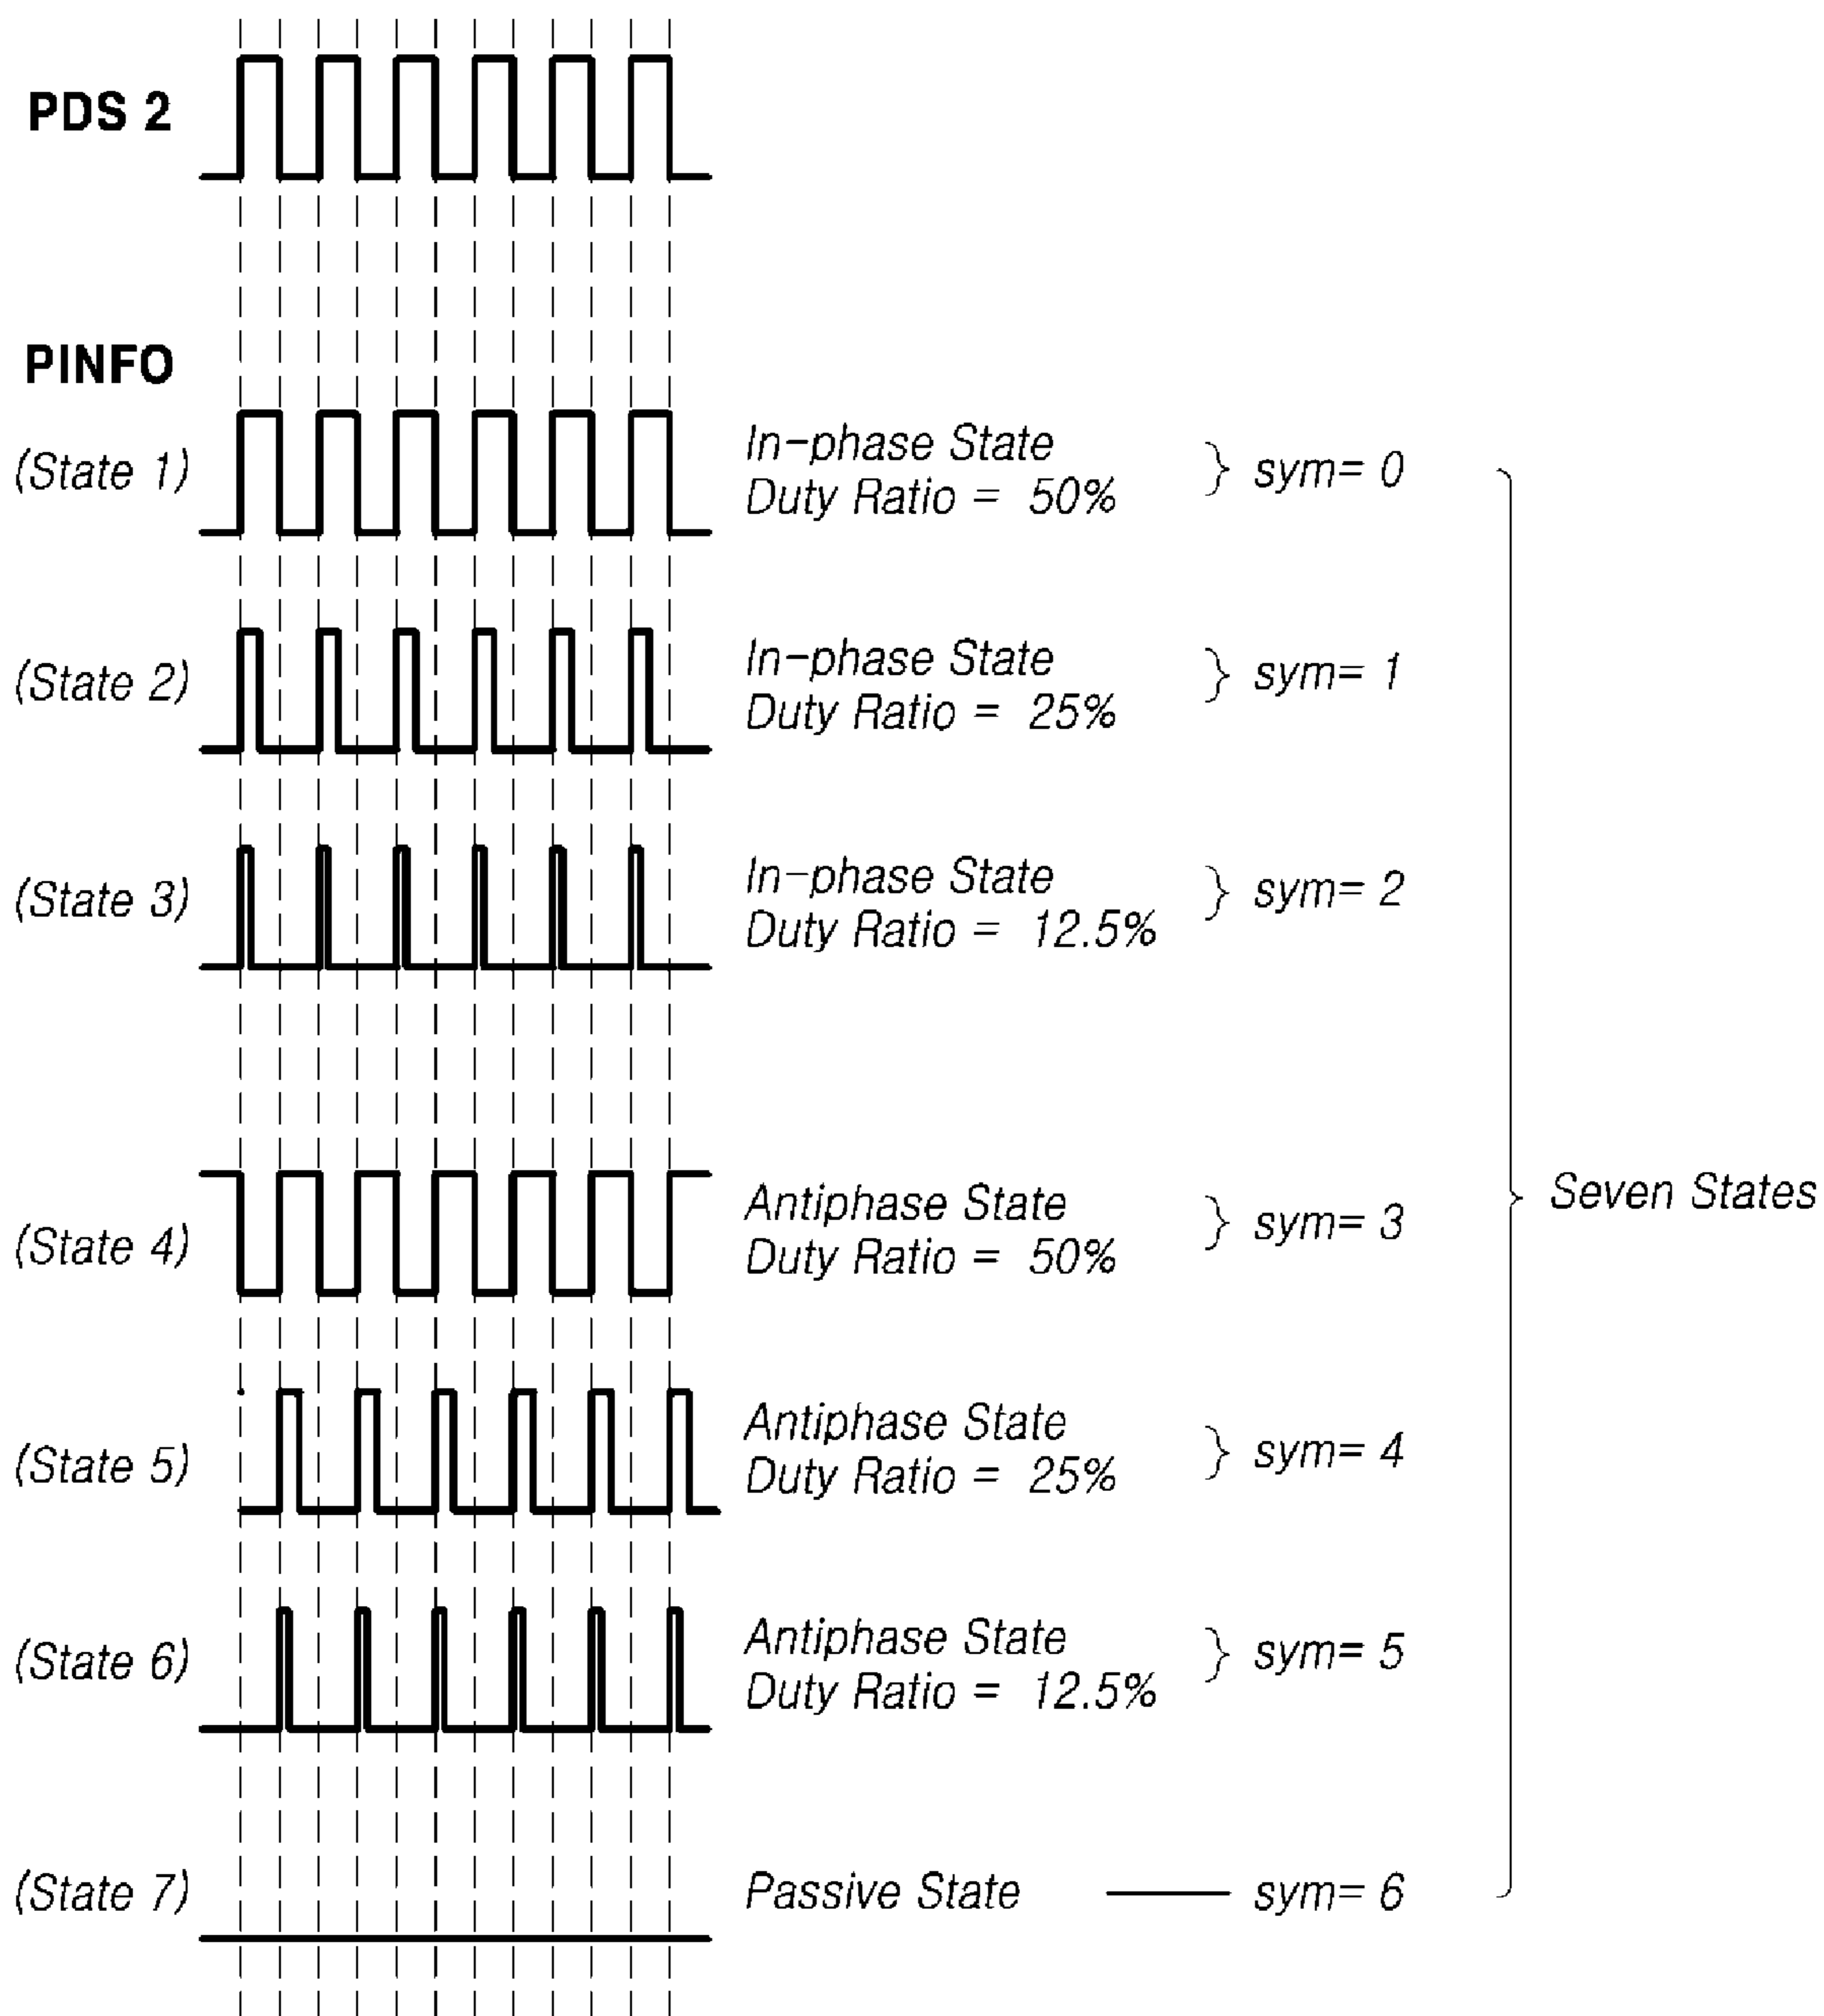 PDS 2
PINFO
(State 1)
In-phase State
Duty Ratio = 50%
sym= 0
(State 2)
In-phase State
Duty Ratio = 25%
sym= 1
(State 3)
In-phase State
Duty Ratio = 12.5%
sym= 2
(State 4)
Antiphase State
Duty Ratio = 50%
sym= 3
Seven States
(State 5)
Antiphase State
Duty Ratio = 25%
sym= 4
(State 6)
Antiphase State
Duty Ratio = 12.5%
sym= 5
(State 7)
Passive State
sym= 6